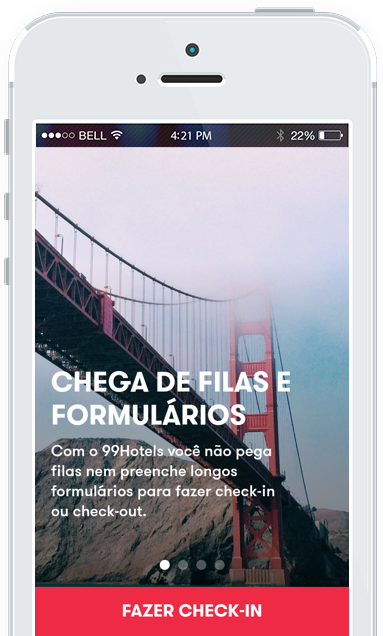 BELL 4:21 PM 22%
CHEGA DE FILAS E
FORMULÁRIOS
Com o 99Hotels você não pega
filas nem preenche longos
formulários para fazer check-in
ou check-out.
FAZER CHECK-IN